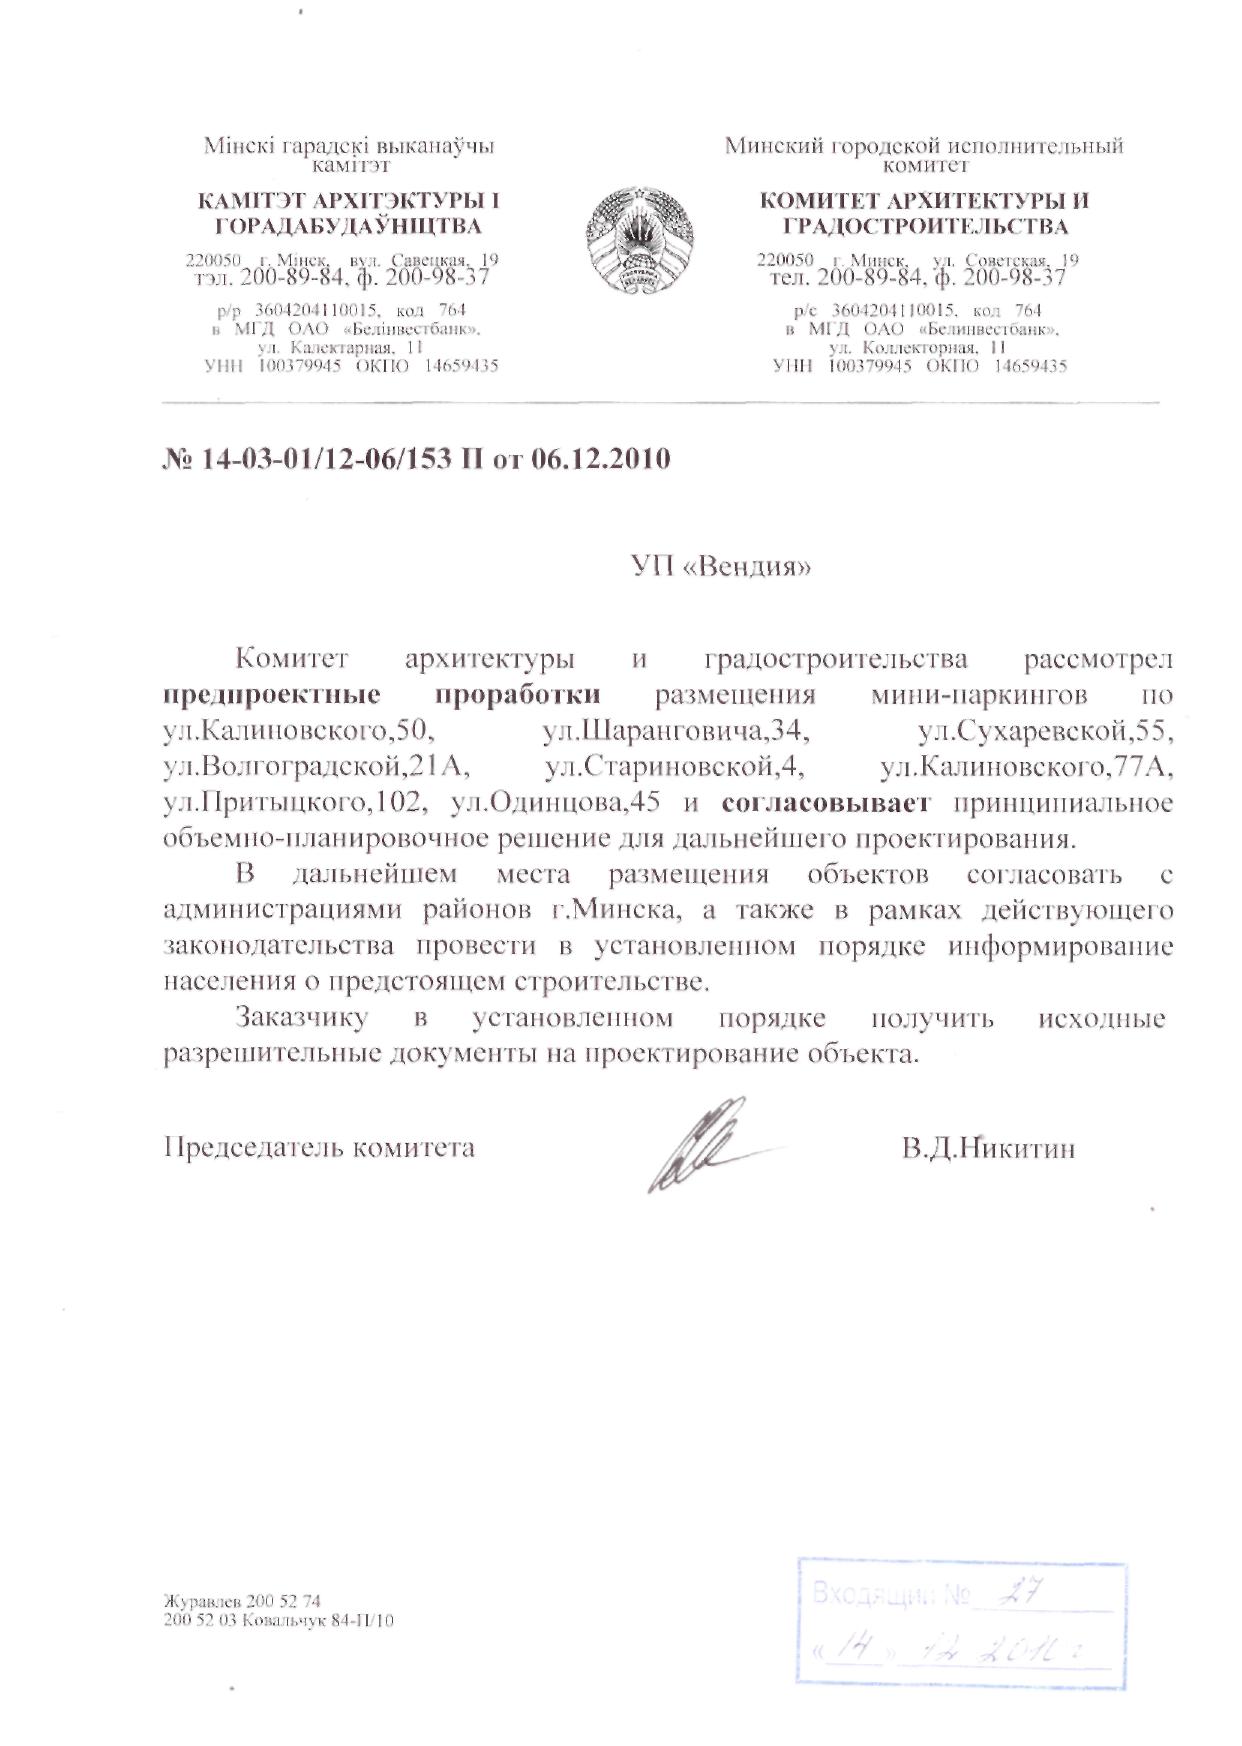 Мінскі гарадскі выканаўчы
камітэт
КАМІТЭТ АРХІТЭКТУРЫ І
ГОРАДАБУДАЎНІЦТВА
220050 г. Мінск, вул. Савецкая, 19
тэл. 200-89-84, ф. 200-98-37
р/р 3604204110015, код 764
в МГД ОАО «Белінвестбанк»,
ул. Калектарная, 11
УНН 100379945 ОКПО 14659435
Минский городской исполнительный
комитет
КОМИТЕТ АРХИТЕКТУРЫ И
ГРАДОСТРОИТЕЛЬСТВА
220050 г. Минск, ул. Советская, 19
тел. 200-89-84, ф. 200-98-37
р/с 3604204110015, код 764
в МГД ОАО «Белинвестбанк»,
ул. Коллекторная, 11
УНН 100379945 ОКПО 14659435
№ 14-03-01/12-06/153 П от 06.12.2010
УП «Вендия»
Комитет архитектуры и градостроительства рассмотрел
предпроектные проработки размещения мини-паркингов по
ул.Калиновского,50, ул.Шаранговича,34, ул.Сухаревской,55,
ул.Волгоградской,21А, ул.Стариновской,4, ул.Калиновского,77А,
ул.Притыцкого,102, ул.Одинцова,45 и согласовывает принципиальное
объемно-планировочное решение для дальнейшего проектирования.
В дальнейшем места размещения объектов согласовать с
администрациями районов г.Минска, а также в рамках действующего
законодательства провести в установленном порядке информирование
населения о предстоящем строительстве.
Заказчику в установленном порядке получить исходные
разрешительные документы на проектирование объекта.
Председатель комитета В.Д.Никитин
Журавлев 200 52 74
200 52 03 Ковальчук 84-П/10
Входящий № 27
«14» 12 2010 г